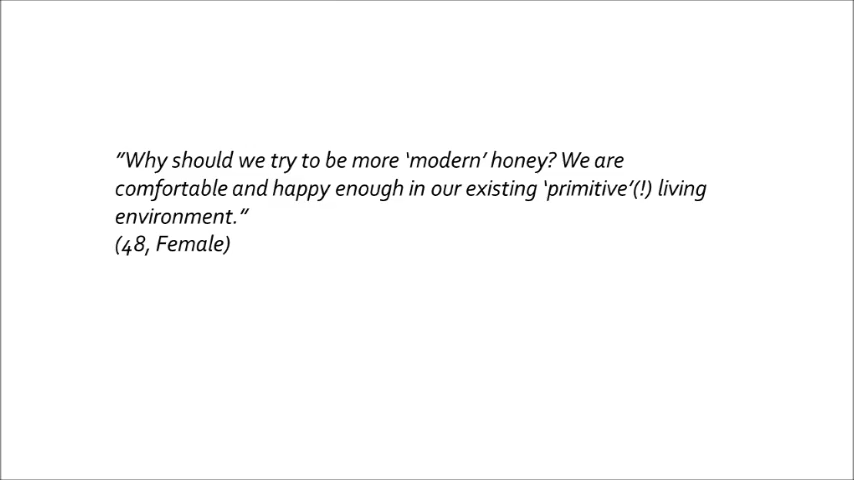 "Why should we try to be more ‘modern’ honey? We are
comfortable and happy enough in our existing ‘primitive’(!) living
environment."
(48, Female)